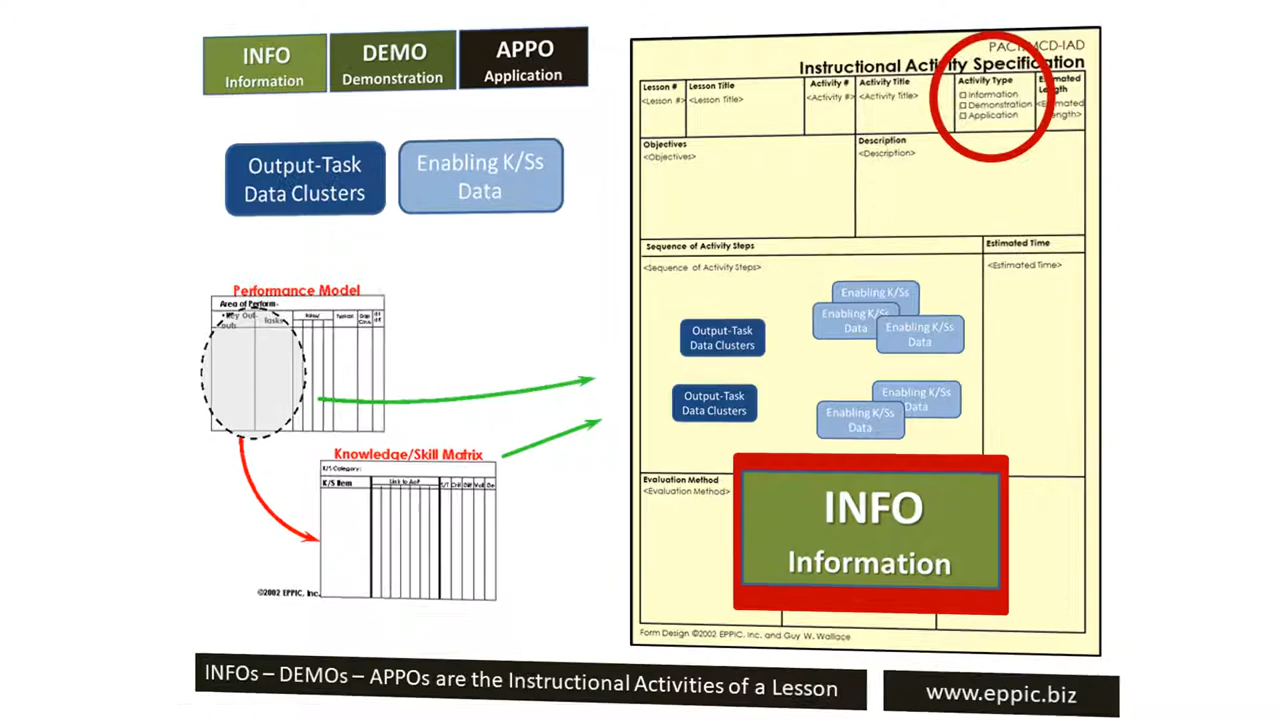 INFO
Information
DEMO
Demonstration
APPO
Application
Output-Task
Data Clusters
Enabling K/Ss
Data
Performance Model
Area of Perform-
Tasks
Knowledge/Skill Matrix
K/S Category:
K/S Item
Link to AoP
©2002 EPPIC, Inc.
Instructional Activity Specification
Lesson #
<Lesson #>
Lesson Title
<Lesson Title>
Activity #
<Activity #>
Activity Title
<Activity Title>
Activity Type
Information
Demonstration
Application
Estimated
Length
<Estimated
Length>
Objectives
<Objectives>
Description
<Description>
Sequence of Activity Steps
<Sequence of Activity Steps>
Estimated Time
<Estimated Time>
Output-Task
Data Clusters
Output-Task
Data Clusters
Enabling K/Ss
Enabling K/Ss
Data
Enabling K/Ss
Data
Enabling K/Ss
Data
Enabling K/Ss
Data
Evaluation Method
<Evaluation Method>
INFO
Information
Form Design ©2002 EPPIC, Inc. and Guy W. Wallace
INFOs – DEMOs – APPOs are the Instructional Activities of a Lesson
www.eppic.biz